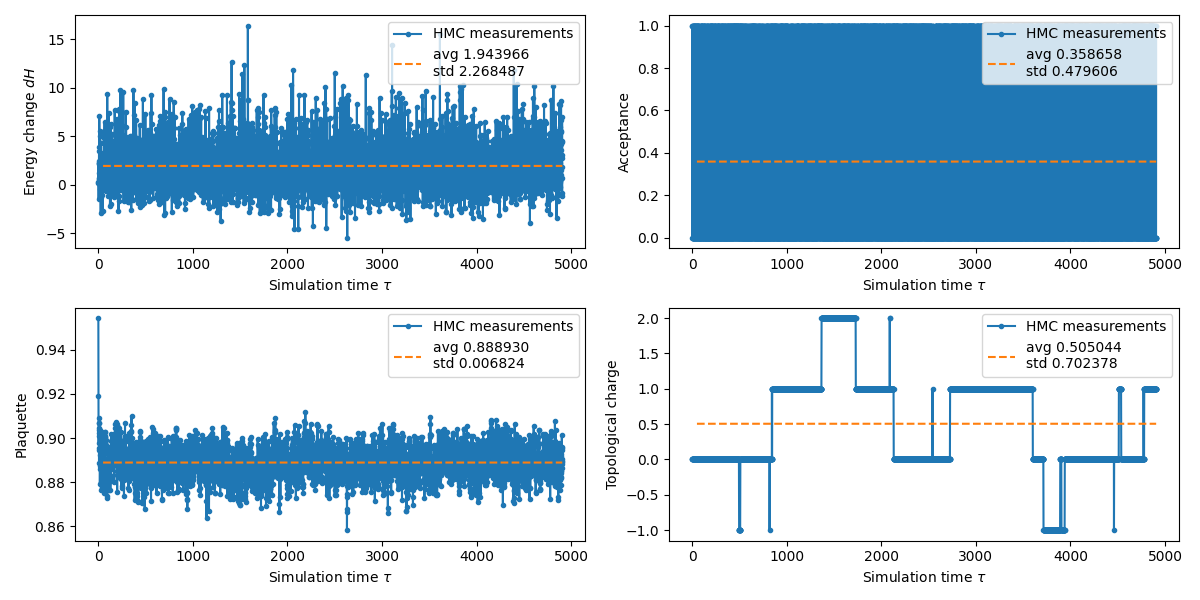 15
10
5
0
−5
Energy change dH
0
1000
2000
3000
4000
5000
Simulation time τ
HMC measurements
avg 1.943966
std 2.268487
1.0
0.8
0.6
0.4
0.2
0.0
Acceptance
0
1000
2000
3000
4000
5000
Simulation time τ
HMC measurements
avg 0.358658
std 0.479606
0.94
0.92
0.90
0.88
0.86
Plaquette
0
1000
2000
3000
4000
5000
Simulation time τ
HMC measurements
avg 0.888930
std 0.006824
2.0
1.5
1.0
0.5
0.0
−0.5
−1.0
Topological charge
0
1000
2000
3000
4000
5000
Simulation time τ
HMC measurements
avg 0.505044
std 0.702378